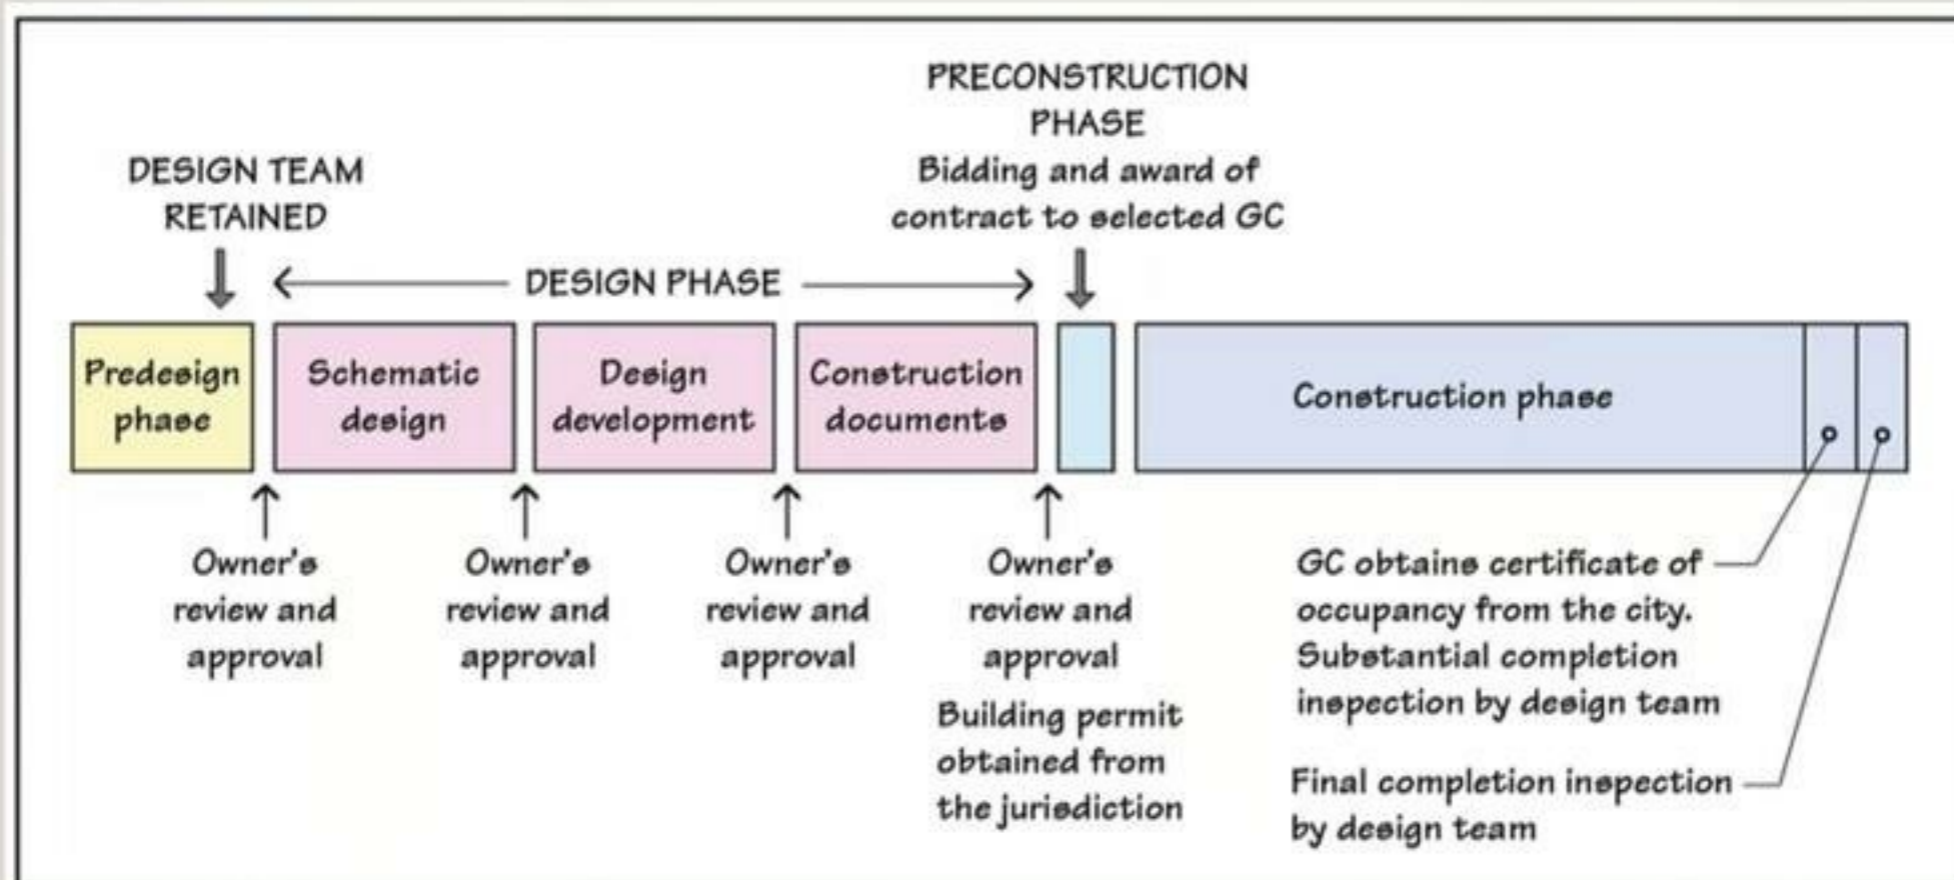 PRECONSTRUCTION
PHASE
Bidding and award of
contract to selected GC
DESIGN TEAM
RETAINED
DESIGN PHASE
Predesign
phase
Schematic
design
Design
development
Construction
documents
Construction phase
Owner's
review and
approval
Owner's
review and
approval
Owner's
review and
approval
Owner's
review and
approval
Building permit
obtained from
the jurisdiction
GC obtains certificate of
occupancy from the city.
Substantial completion
inspection by design team
Final completion inspection
by design team